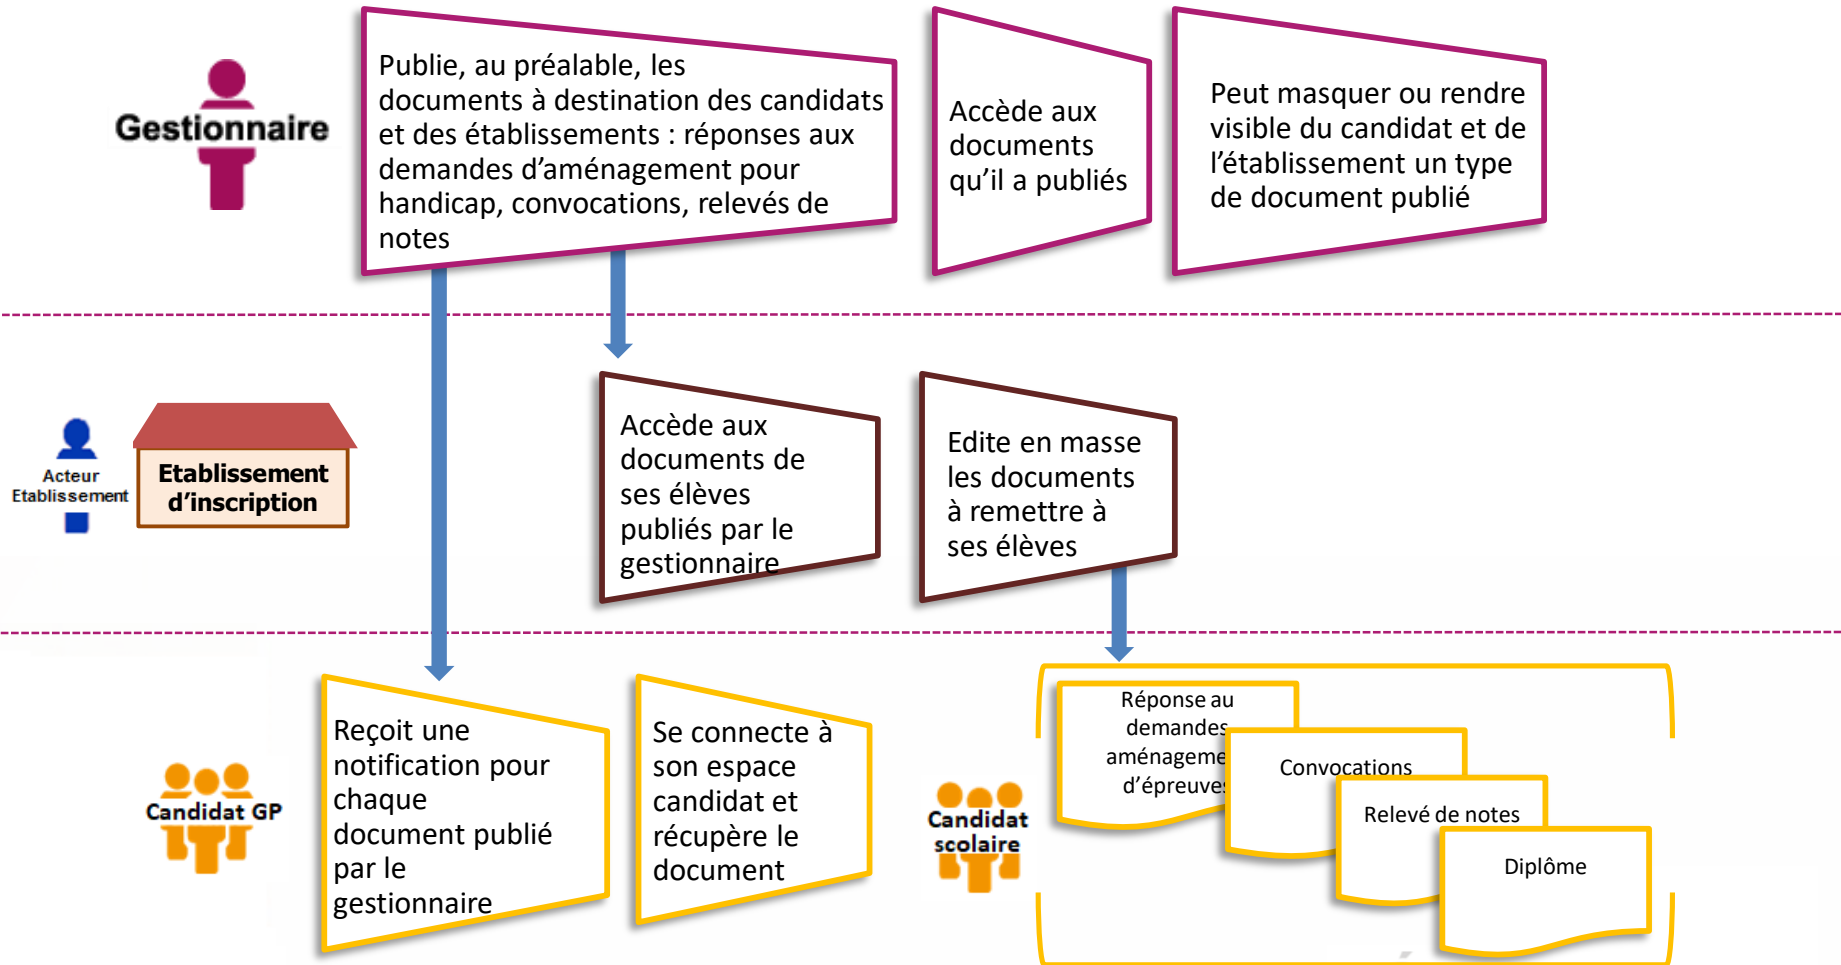 Gestionnaire
Publie, au préalable, les
documents à destination des candidats
et des établissements : réponses aux
demandes d’aménagement pour
handicap, convocations, relevés de
notes
Accède aux
documents
qu’il a publiés
Peut masquer ou rendre
visible du candidat et de
l’établissement un type
de document publié
Acteur
Etablissement
Etablissement
d’inscription
Accède aux
documents de
ses élèves
publiés par le
gestionnaire
Edite en masse
les documents
à remettre à
ses élèves
Candidat GP
Reçoit une
notification pour
chaque
document publié
par le
gestionnaire
Se connecte à
son espace
candidat et
récupère le
document
Candidat
scolaire
Réponse au
demandes
aménageme
d’épreuves
Convocations
Relevé de notes
Diplôme